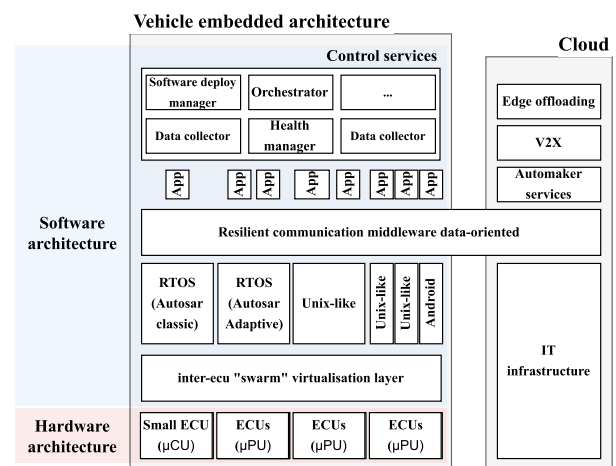 Vehicle embedded architecture
Cloud
Control services
Software deploy
manager
Orchestrator
...
Data collector
Health
manager
Data collector
Edge offloading
V2X
Automaker
services
App
App
App
App
App
App
App
App
Software
architecture
Resilient communication middleware data-oriented
RTOS
(Autosar
classic)
RTOS
(Autosar
Adaptive)
Unix-like
Unix-like
Unix-like
Android
IT
infrastructure
inter-ecu "swarm" virtualisation layer
Hardware
architecture
Small ECU
(μCU)
ECUs
(μPU)
ECUs
(μPU)
ECUs
(μPU)